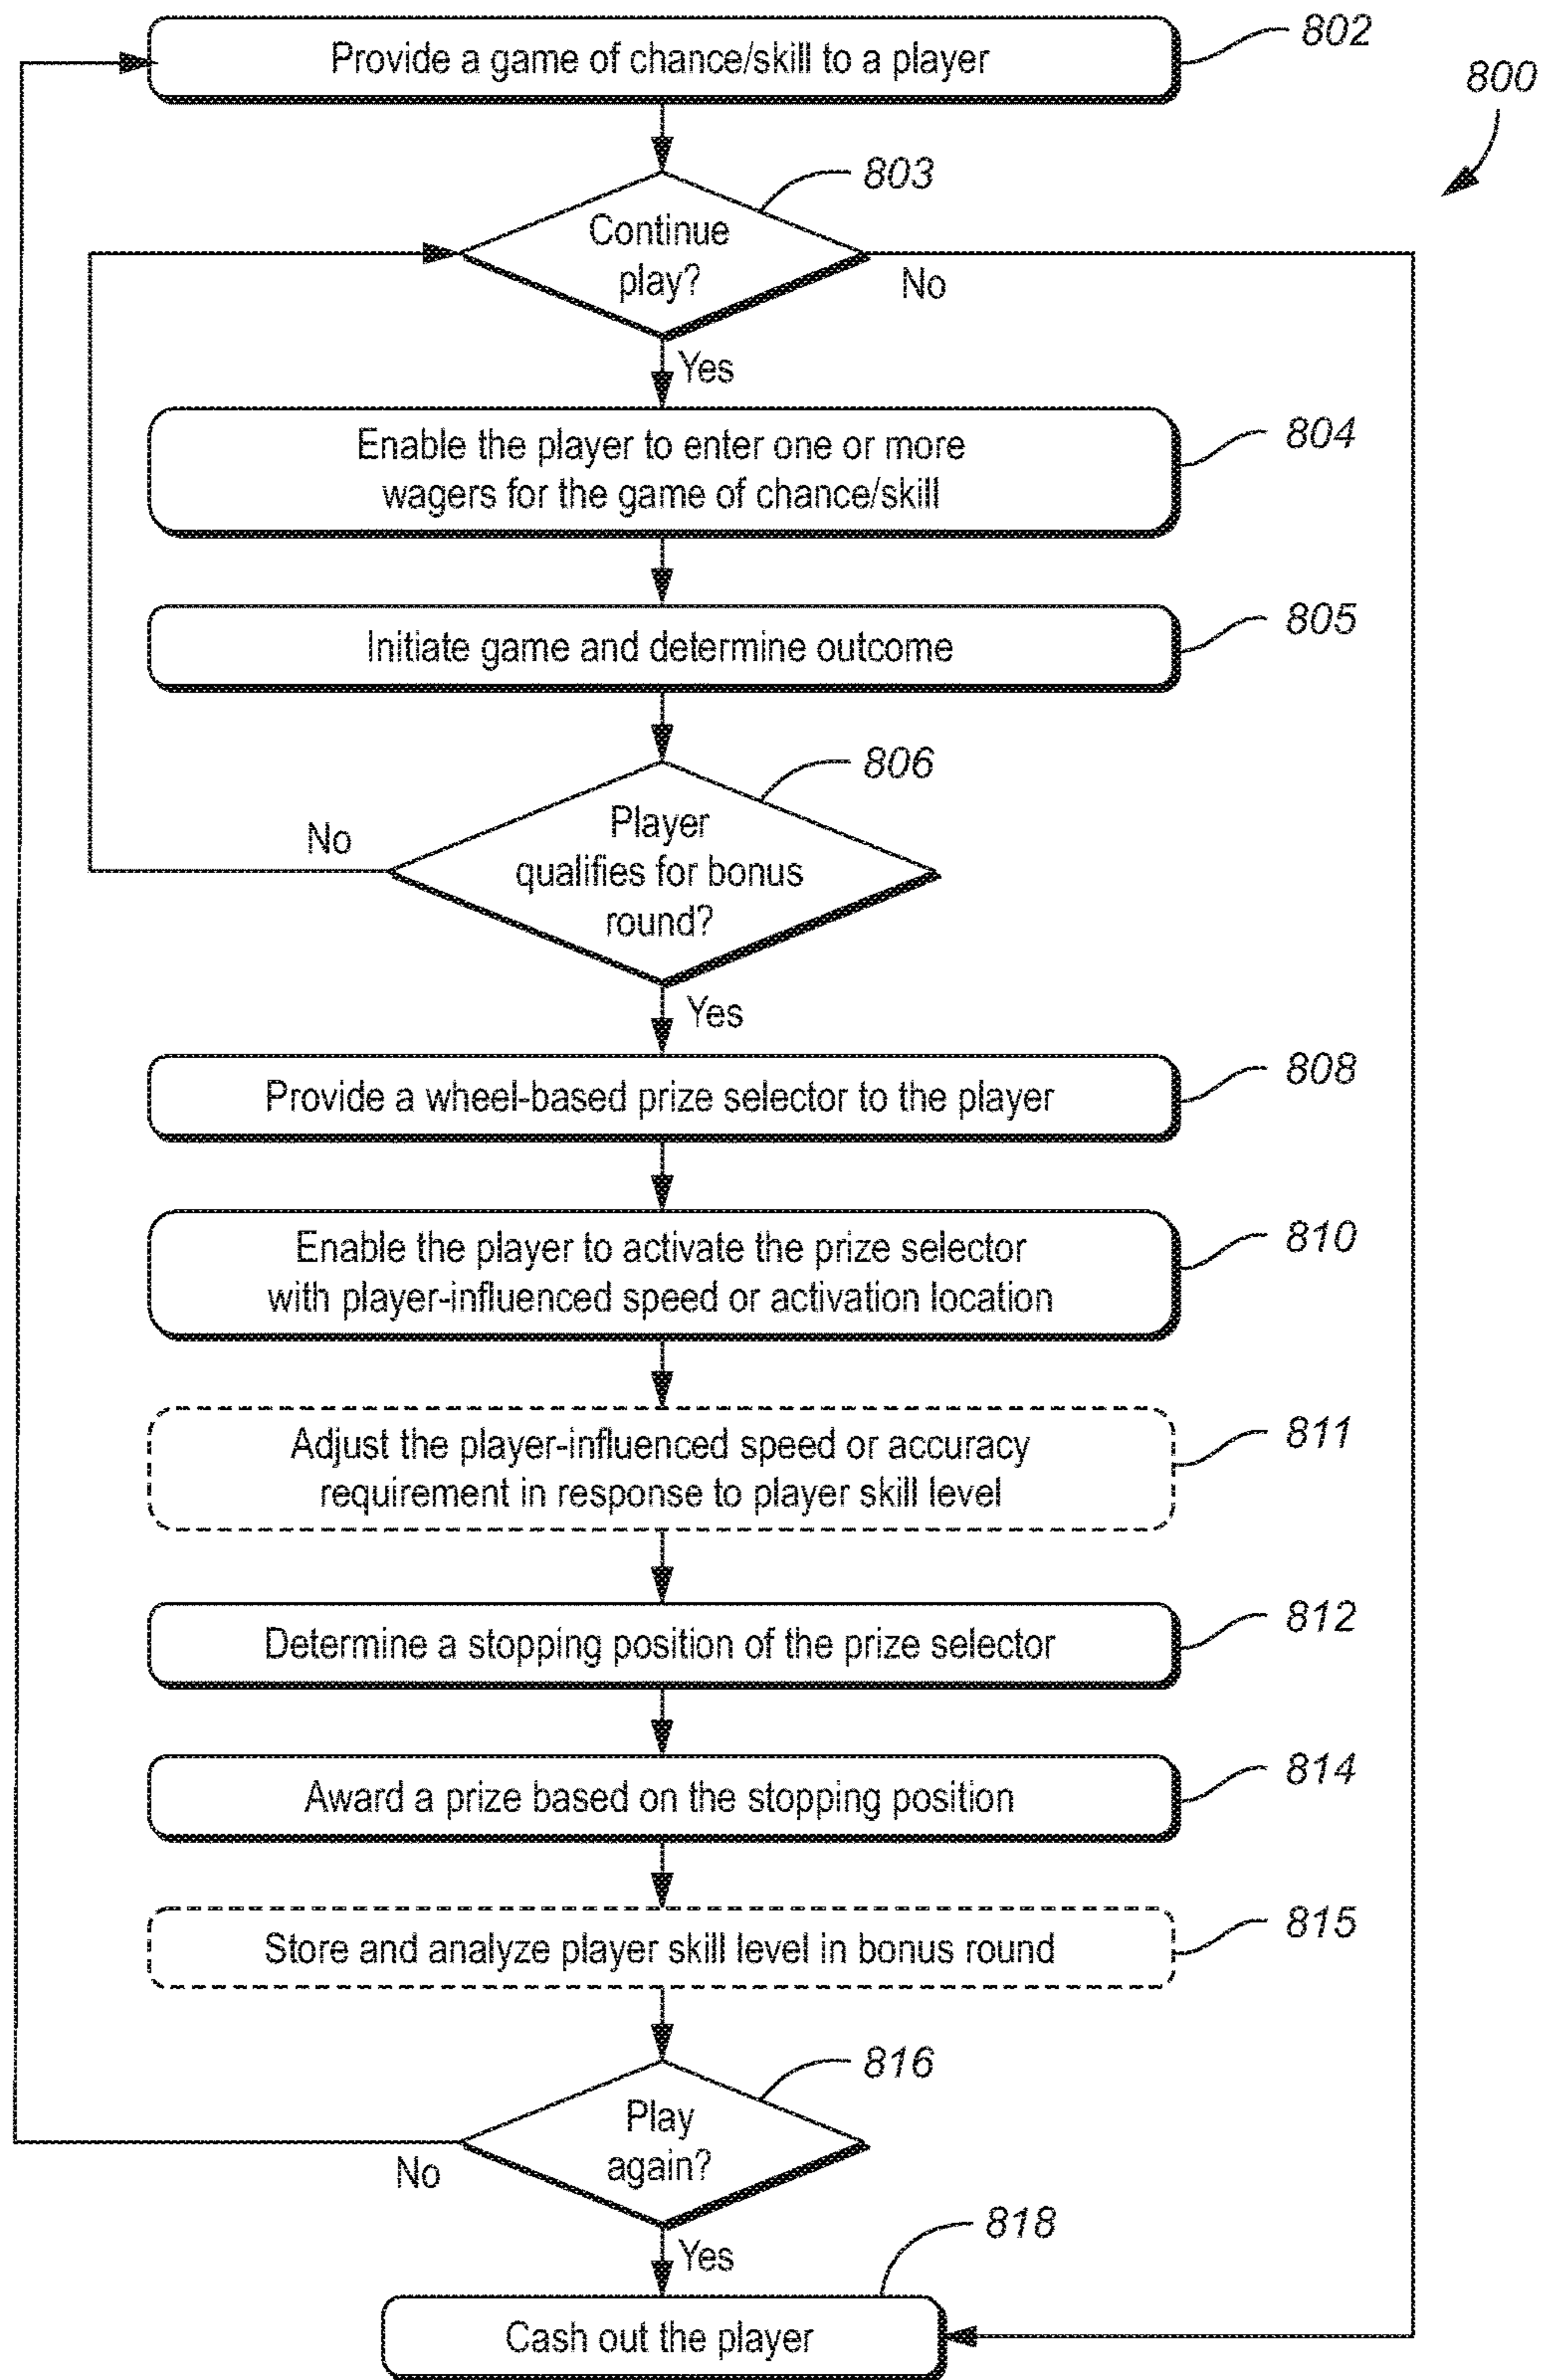 Provide a game of chance/skill to a player
802
800
803
Continue
play?
No
Yes
Enable the player to enter one or more
wagers for the game of chance/skill
804
Initiate game and determine outcome
805
806
Player
qualifies for bonus
round?
No
Yes
Provide a wheel-based prize selector to the player
808
Enable the player to activate the prize selector
with player-influenced speed or activation location
810
Adjust the player-influenced speed or accuracy
requirement in response to player skill level
811
Determine a stopping position of the prize selector
812
Award a prize based on the stopping position
814
Store and analyze player skill level in bonus round
815
816
Play
again?
No
Yes
818
Cash out the player